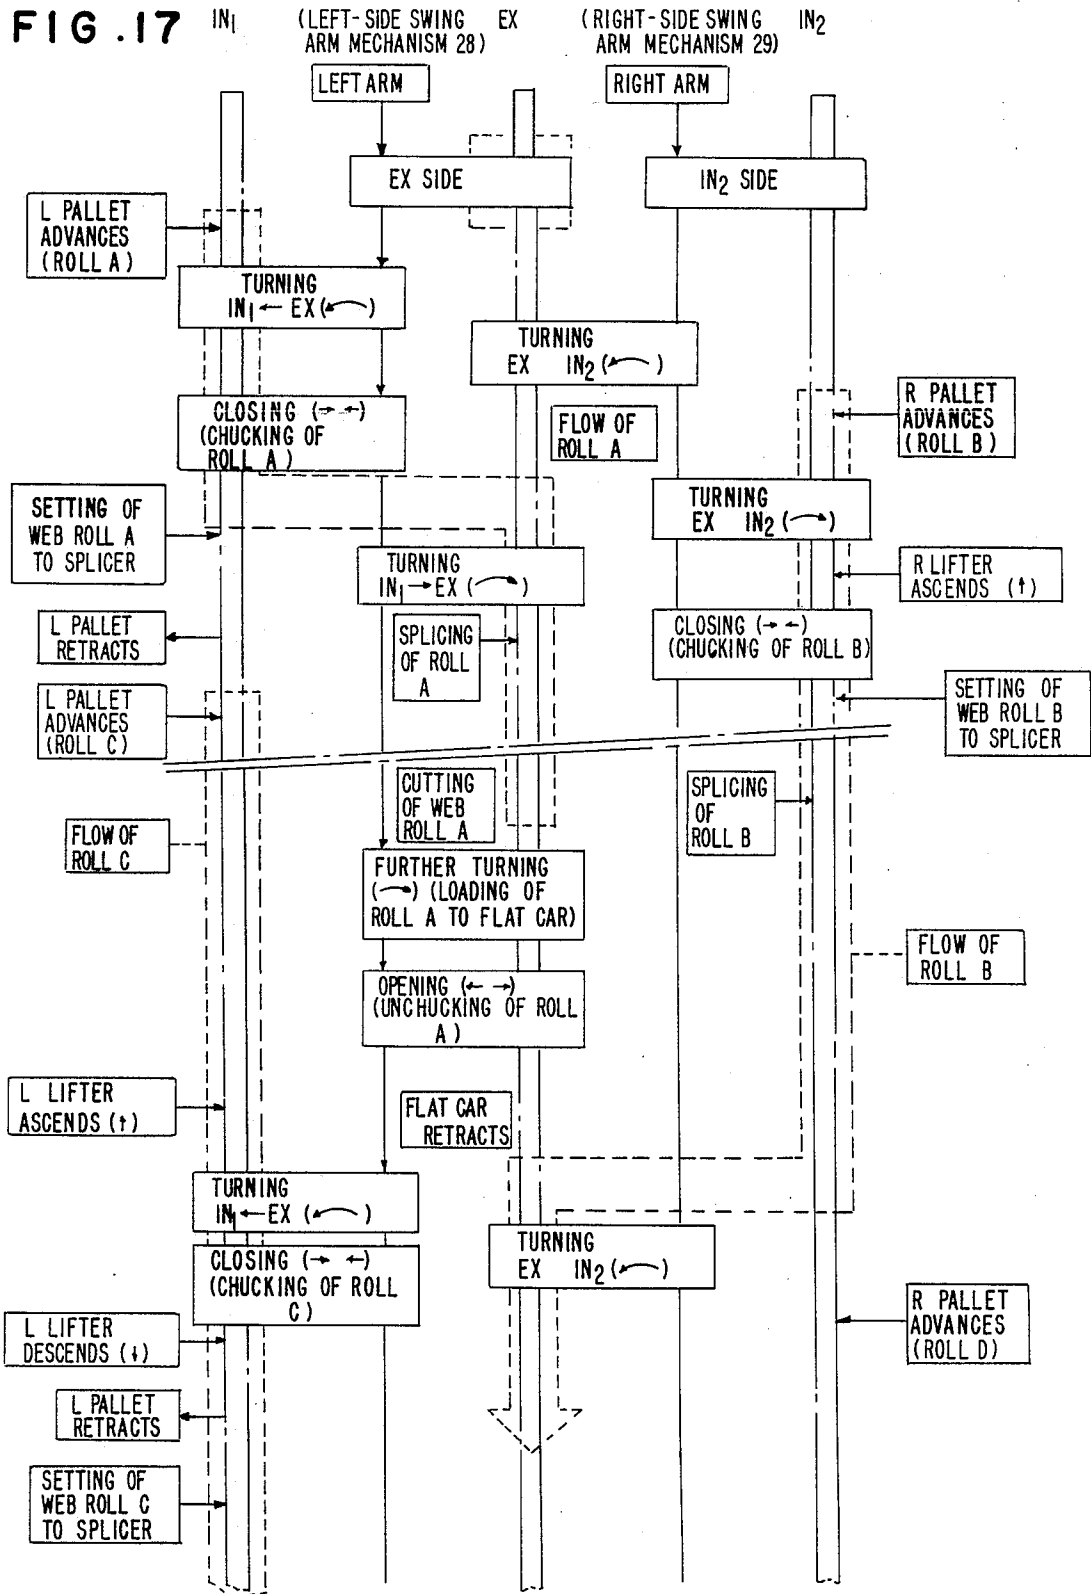 FIG.17
IN1
(LEFT-SIDE SWING
ARM MECHANISM 28)
EX
(RIGHT-SIDE SWING
ARM MECHANISM 29)
IN2
LEFT ARM
RIGHT ARM
EX SIDE
IN2 SIDE
L PALLET
ADVANCES
(ROLL A)
TURNING
IN1 ← EX (↶)
TURNING
EX IN2 (↶)
R PALLET
ADVANCES
(ROLL B)
CLOSING (→ ←)
(CHUCKING OF
ROLL A)
FLOW OF
ROLL A
SETTING OF
WEB ROLL A
TO SPLICER
TURNING
EX IN2 (↷)
TURNING
IN1 → EX (↷)
R LIFTER
ASCENDS (↑)
L PALLET
RETRACTS
SPLICING
OF ROLL
A
CLOSING (→ ←)
(CHUCKING OF ROLL B)
L PALLET
ADVANCES
(ROLL C)
SETTING OF
WEB ROLL B
TO SPLICER
CUTTING
OF WEB
ROLL A
SPLICING
OF
ROLL B
FLOW OF
ROLL C
FURTHER TURNING
(↷) (LOADING OF
ROLL A TO FLAT CAR)
FLOW OF
ROLL B
OPENING (← →)
(UNCHUCKING OF ROLL
A)
L LIFTER
ASCENDS (↑)
FLAT CAR
RETRACTS
TURNING
IN1 ← EX (↶)
TURNING
EX IN2 (↶)
CLOSING (→ ←)
(CHUCKING OF ROLL
C)
R PALLET
ADVANCES
(ROLL D)
L LIFTER
DESCENDS (↓)
L PALLET
RETRACTS
SETTING OF
WEB ROLL C
TO SPLICER